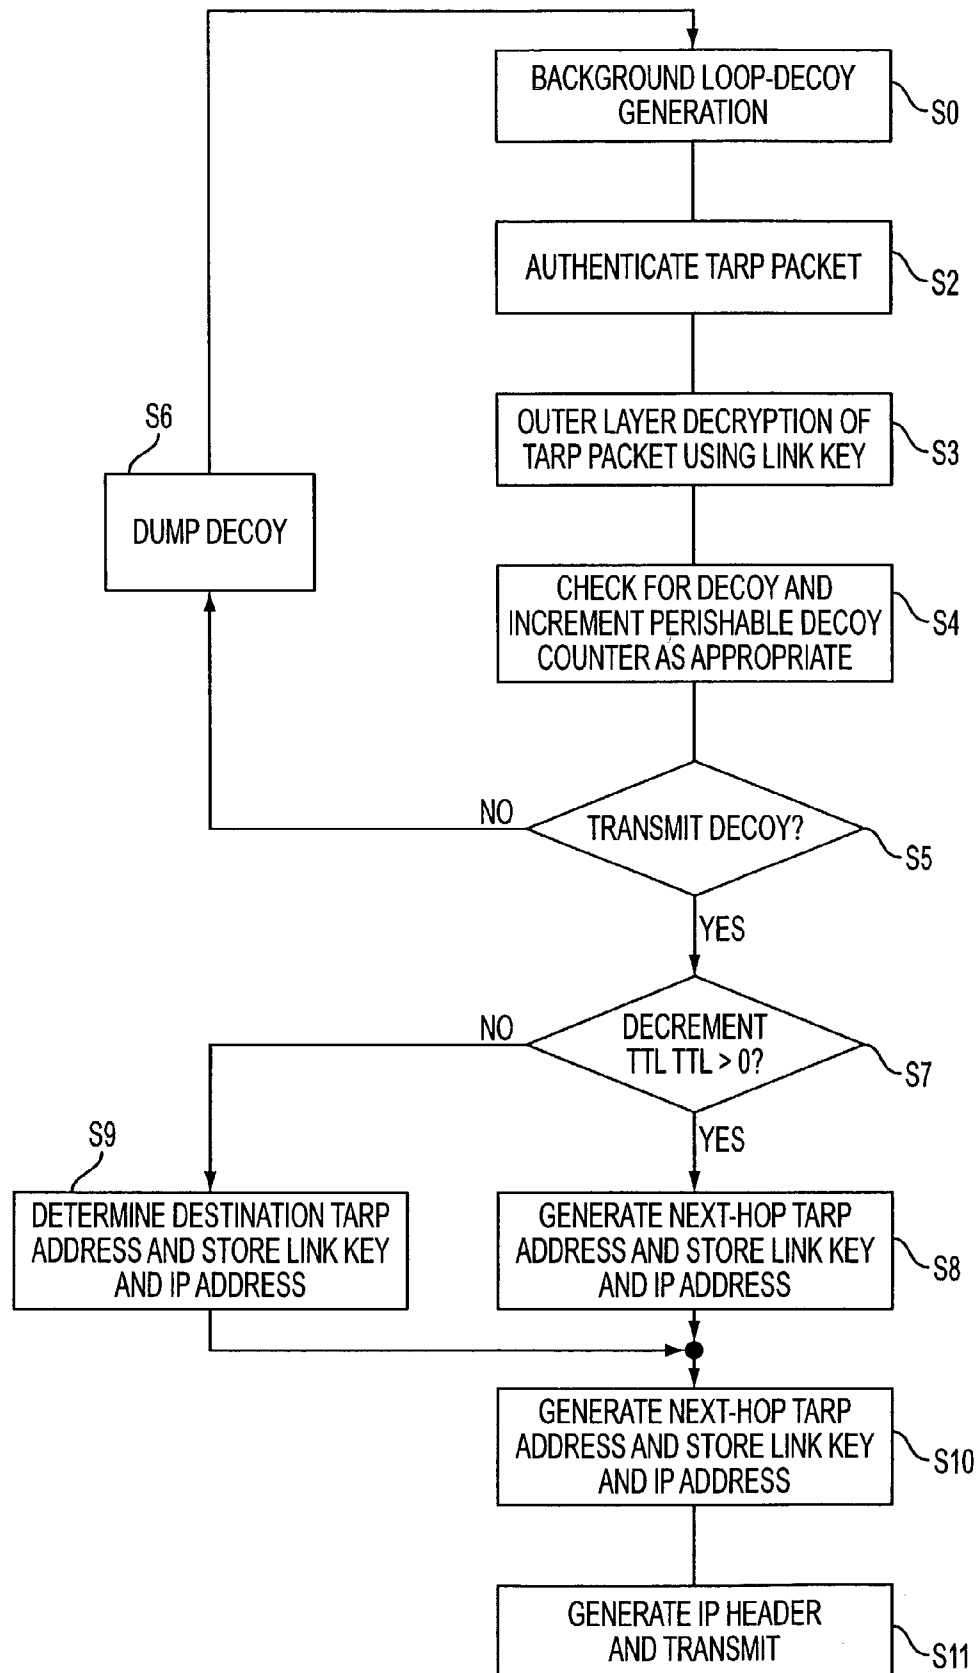 BACKGROUND LOOP-DECOY
GENERATION
S0
AUTHENTICATE TARP PACKET
S2
OUTER LAYER DECRYPTION OF
TARP PACKET USING LINK KEY
S3
S6
DUMP DECOY
CHECK FOR DECOY AND
INCREMENT PERISHABLE DECOY
COUNTER AS APPROPRIATE
S4
NO
TRANSMIT DECOY?
S5
YES
NO
DECREMENT
TTL TTL > 0?
S7
YES
S9
DETERMINE DESTINATION TARP
ADDRESS AND STORE LINK KEY
AND IP ADDRESS
GENERATE NEXT-HOP TARP
ADDRESS AND STORE LINK KEY
AND IP ADDRESS
S8
GENERATE NEXT-HOP TARP
ADDRESS AND STORE LINK KEY
AND IP ADDRESS
S10
GENERATE IP HEADER
AND TRANSMIT
S11